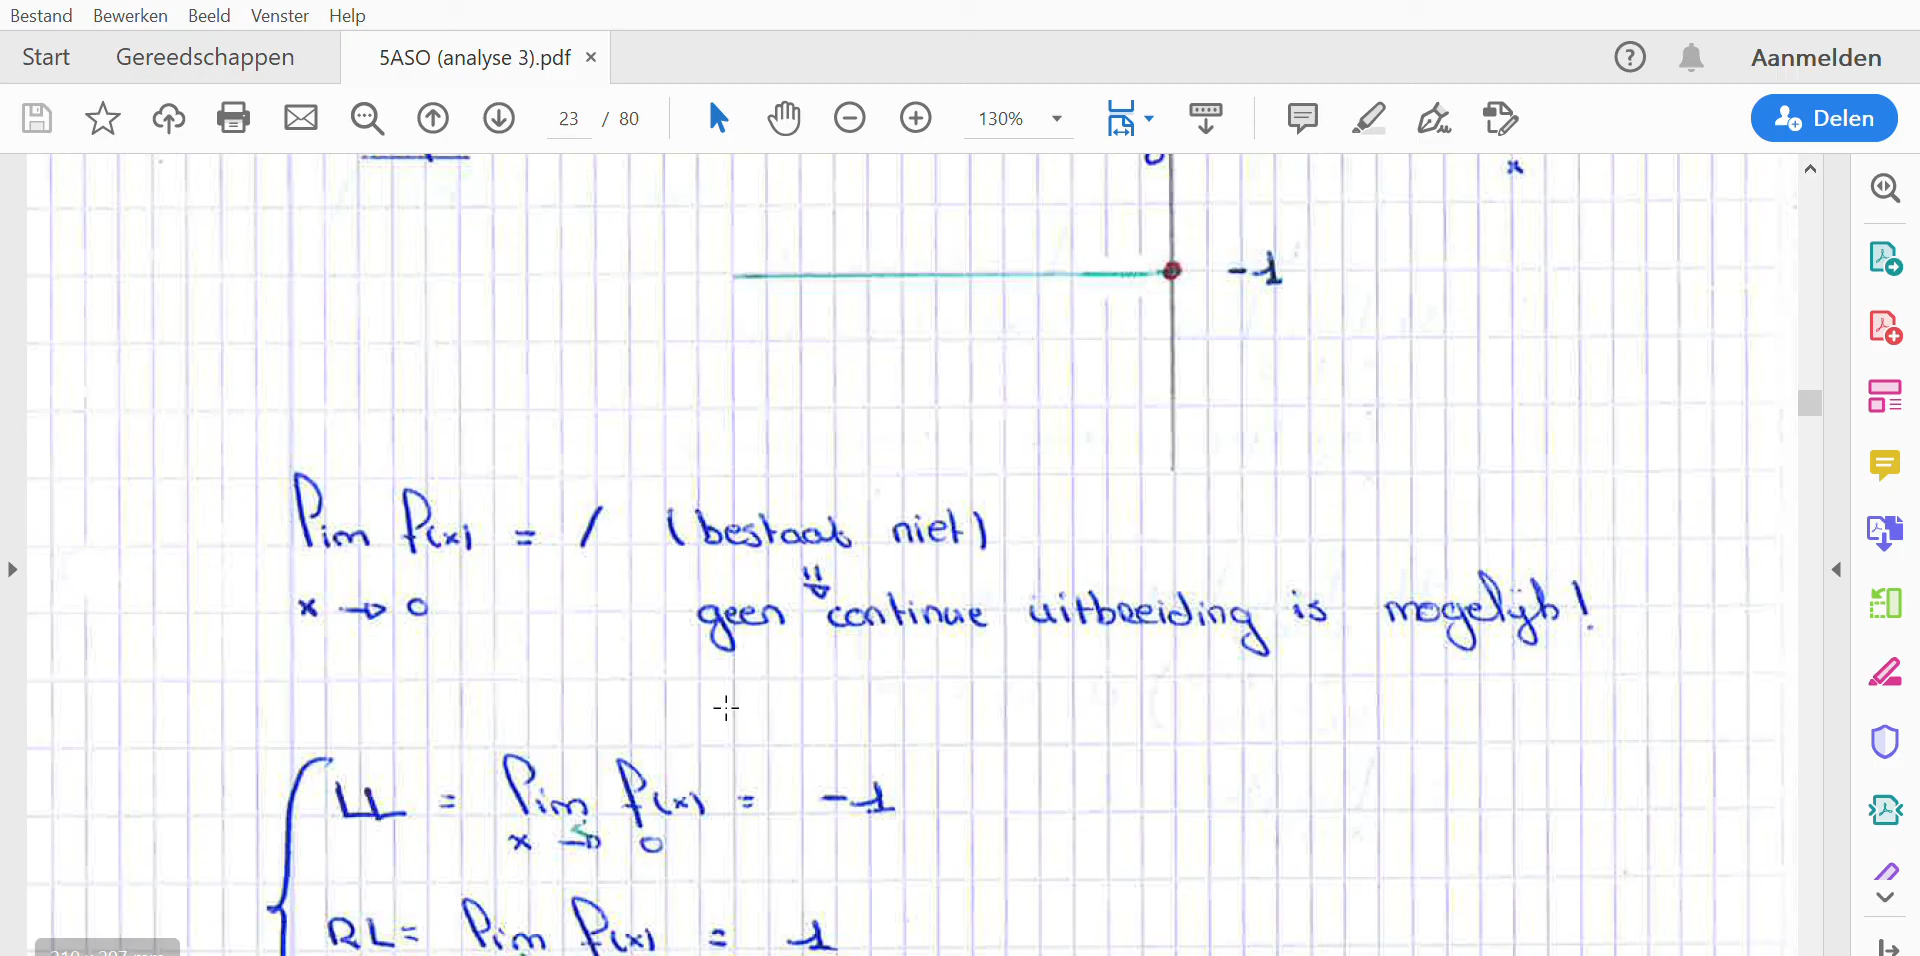 Bestand Bewerken Beeld Venster Help
Start Gereedschappen 5ASO (analyse 3).pdf × Aanmelden
23 / 80 130% Delen
0 x
-1
lim f(x) = / (bestaat niet)
x → 0 geen continue uitbreiding is mogelijk!
LL = lim f(x) = -1
x → 0
<
RL = lim f(x) = 1